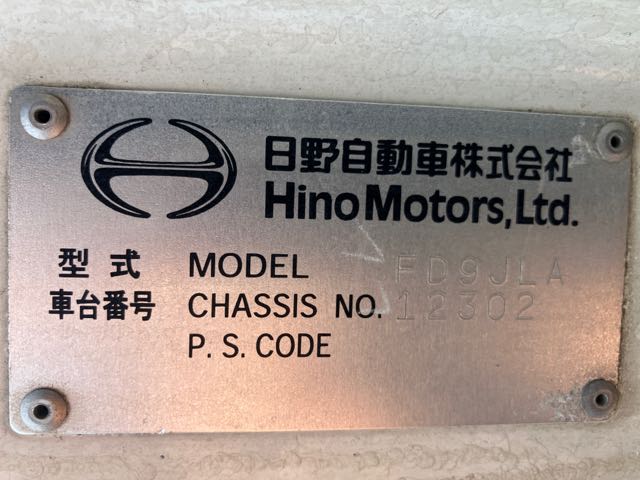 日野自動車株式会社
Hino Motors, Ltd.
型式 MODEL FD9JLA
車台番号 CHASSIS NO. 12302
P. S. CODE